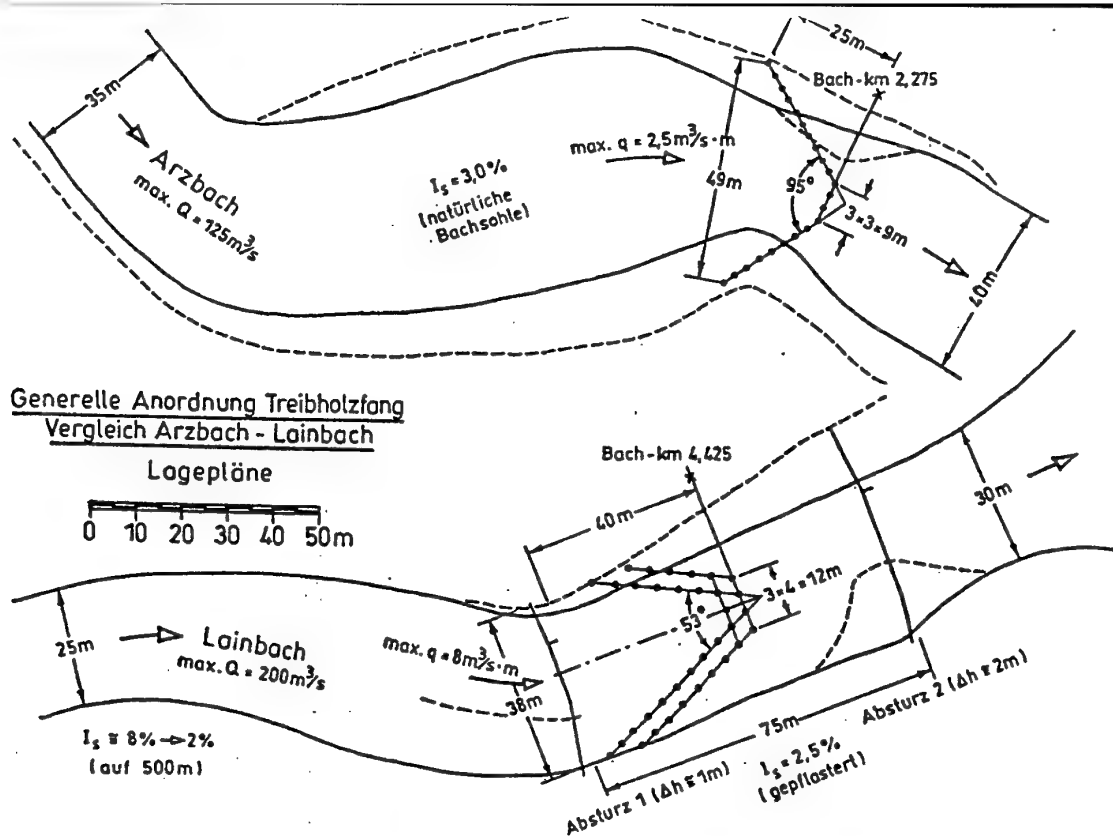 35m
Arzbach
max. Q = 125m³/s
I_s = 3,0%
(natürliche
Bachsohle)
max. q = 2,5m³/s·m
25m
Bach-km 2,275
49m
95°
3×3=9m
40m
Generelle Anordnung Treibholzfang
Vergleich Arzbach - Lainbach
Lagepläne
0 10 20 30 40 50m
Bach-km 4,425
40m
30m
25m
Lainbach
max. Q = 200m³/s
max. q = 8m³/s·m
38m
53°
3×4=12m
I_s ≅ 8% → 2%
(auf 500m)
75m
Absturz 1 (Δh ≅ 1m)
I_s = 2,5%
(gepflastert)
Absturz 2 (Δh ≅ 2m)